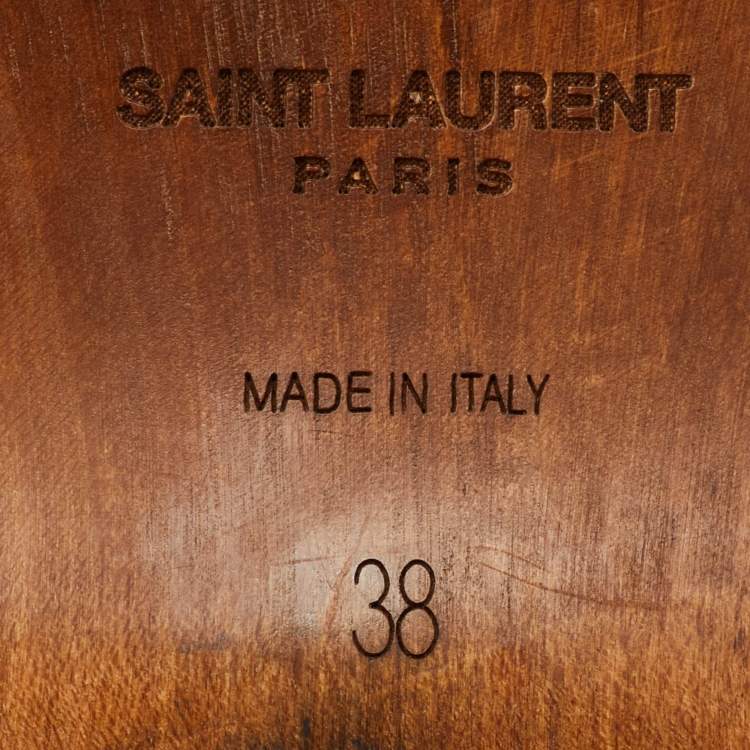 SAINT LAURENT
PARIS
MADE IN ITALY
38